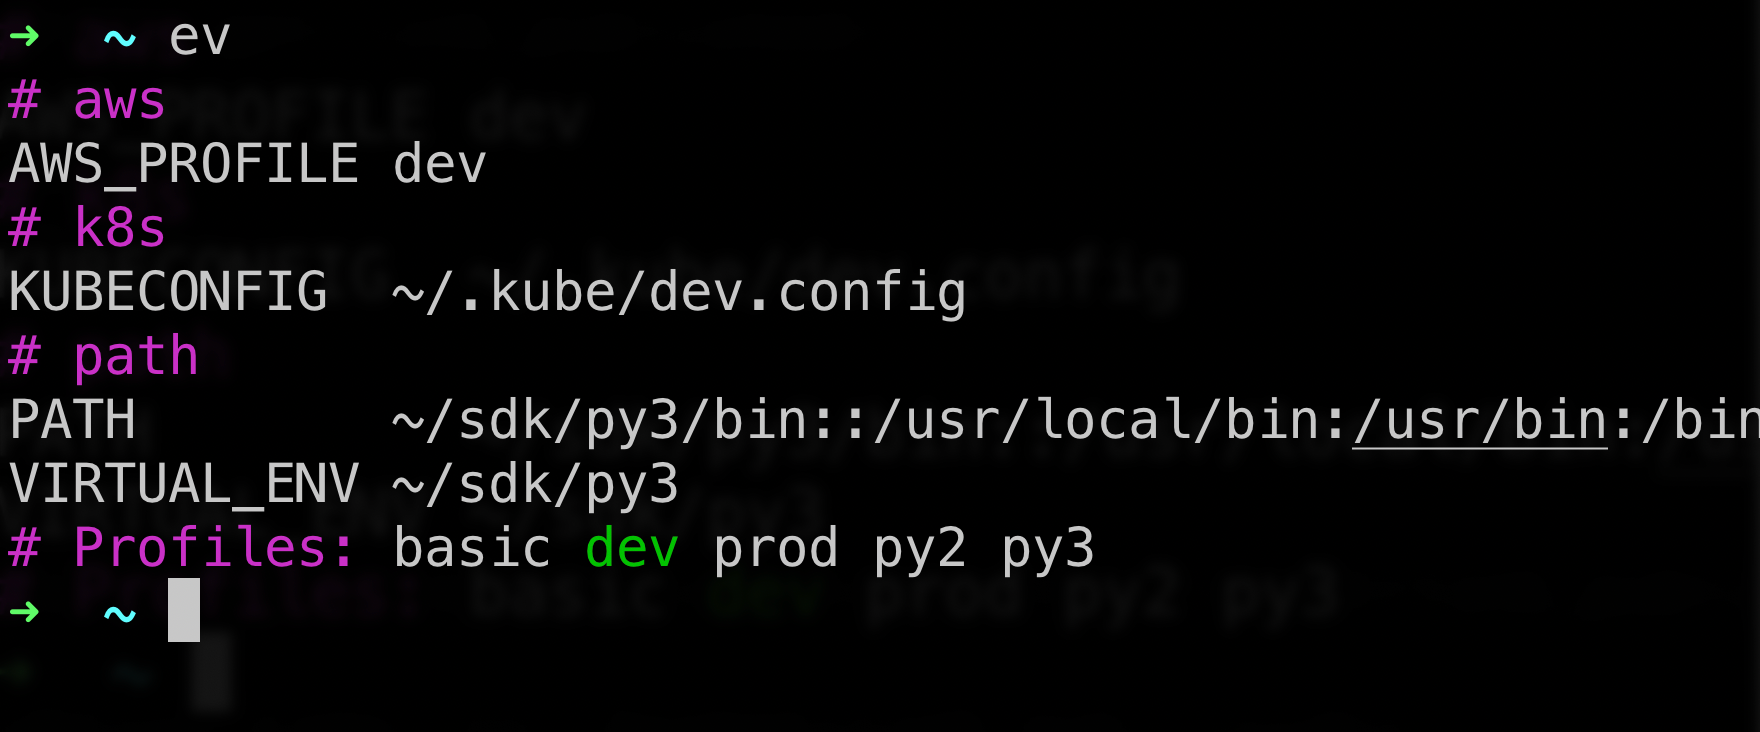 ➜  ~ ev
# aws
AWS_PROFILE dev
# k8s
KUBECONFIG  ~/.kube/dev.config
# path
PATH        ~/sdk/py3/bin::/usr/local/bin:/usr/bin:/bin
VIRTUAL_ENV ~/sdk/py3
# Profiles: basic dev prod py2 py3
➜  ~